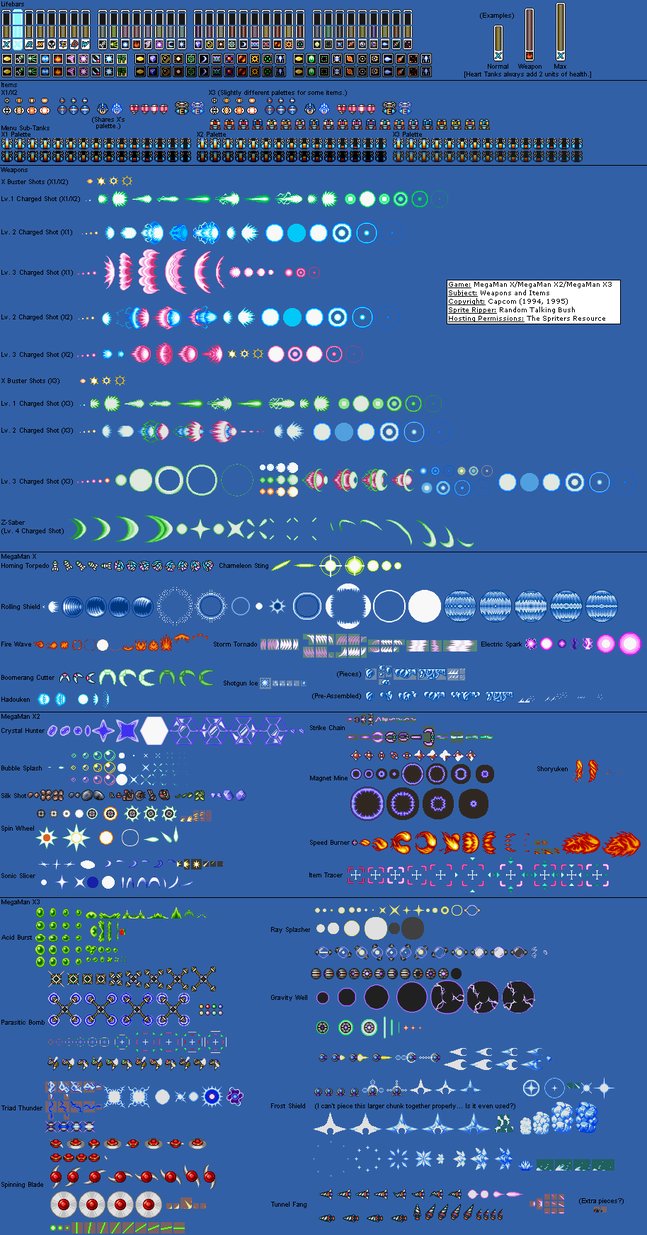 Lifebars
(Examples)
Normal
Weapon
Max
[Heart Tanks always add 2 units of health.]
Items
X1/X2
X3 (Slightly different palettes for some items.)
(Shares X's
palette.)
Menu Sub-Tanks
X1 Palette
X2 Palette
X3 Palette
Weapons
X Buster Shots (X1/X2)
Lv.1 Charged Shot (X1/X2)
Lv. 2 Charged Shot (X1)
Lv. 3 Charged Shot (X1)
Game: MegaMan X/MegaMan X2/MegaMan X3
Subject: Weapons and Items
Copyright: Capcom (1994, 1995)
Sprite Ripper: Random Talking Bush
Hosting Permissions: The Spriters Resource
Lv. 2 Charged Shot (X2)
Lv. 3 Charged Shot (X2)
X Buster Shots (X3)
Lv. 1 Charged Shot (X3)
Lv. 2 Charged Shot (X3)
Lv. 3 Charged Shot (X3)
Z-Saber
(Lv. 4 Charged Shot)
MegaMan X
Homing Torpedo
Chameleon Sting
Rolling Shield
Fire Wave
Storm Tornado
Electric Spark
Boomerang Cutter
Shotgun Ice
(Pieces)
(Pre-Assembled)
Hadouken
MegaMan X2
Crystal Hunter
Strike Chain
Bubble Splash
Magnet Mine
Shoryuken
Silk Shot
Spin Wheel
Speed Burner
Sonic Slicer
Item Tracer
MegaMan X3
Acid Burst
Ray Splasher
Gravity Well
Parasitic Bomb
Triad Thunder
Frost Shield
(I can't piece this larger chunk together properly... Is it even used?)
Spinning Blade
Tunnel Fang
(Extra pieces?)